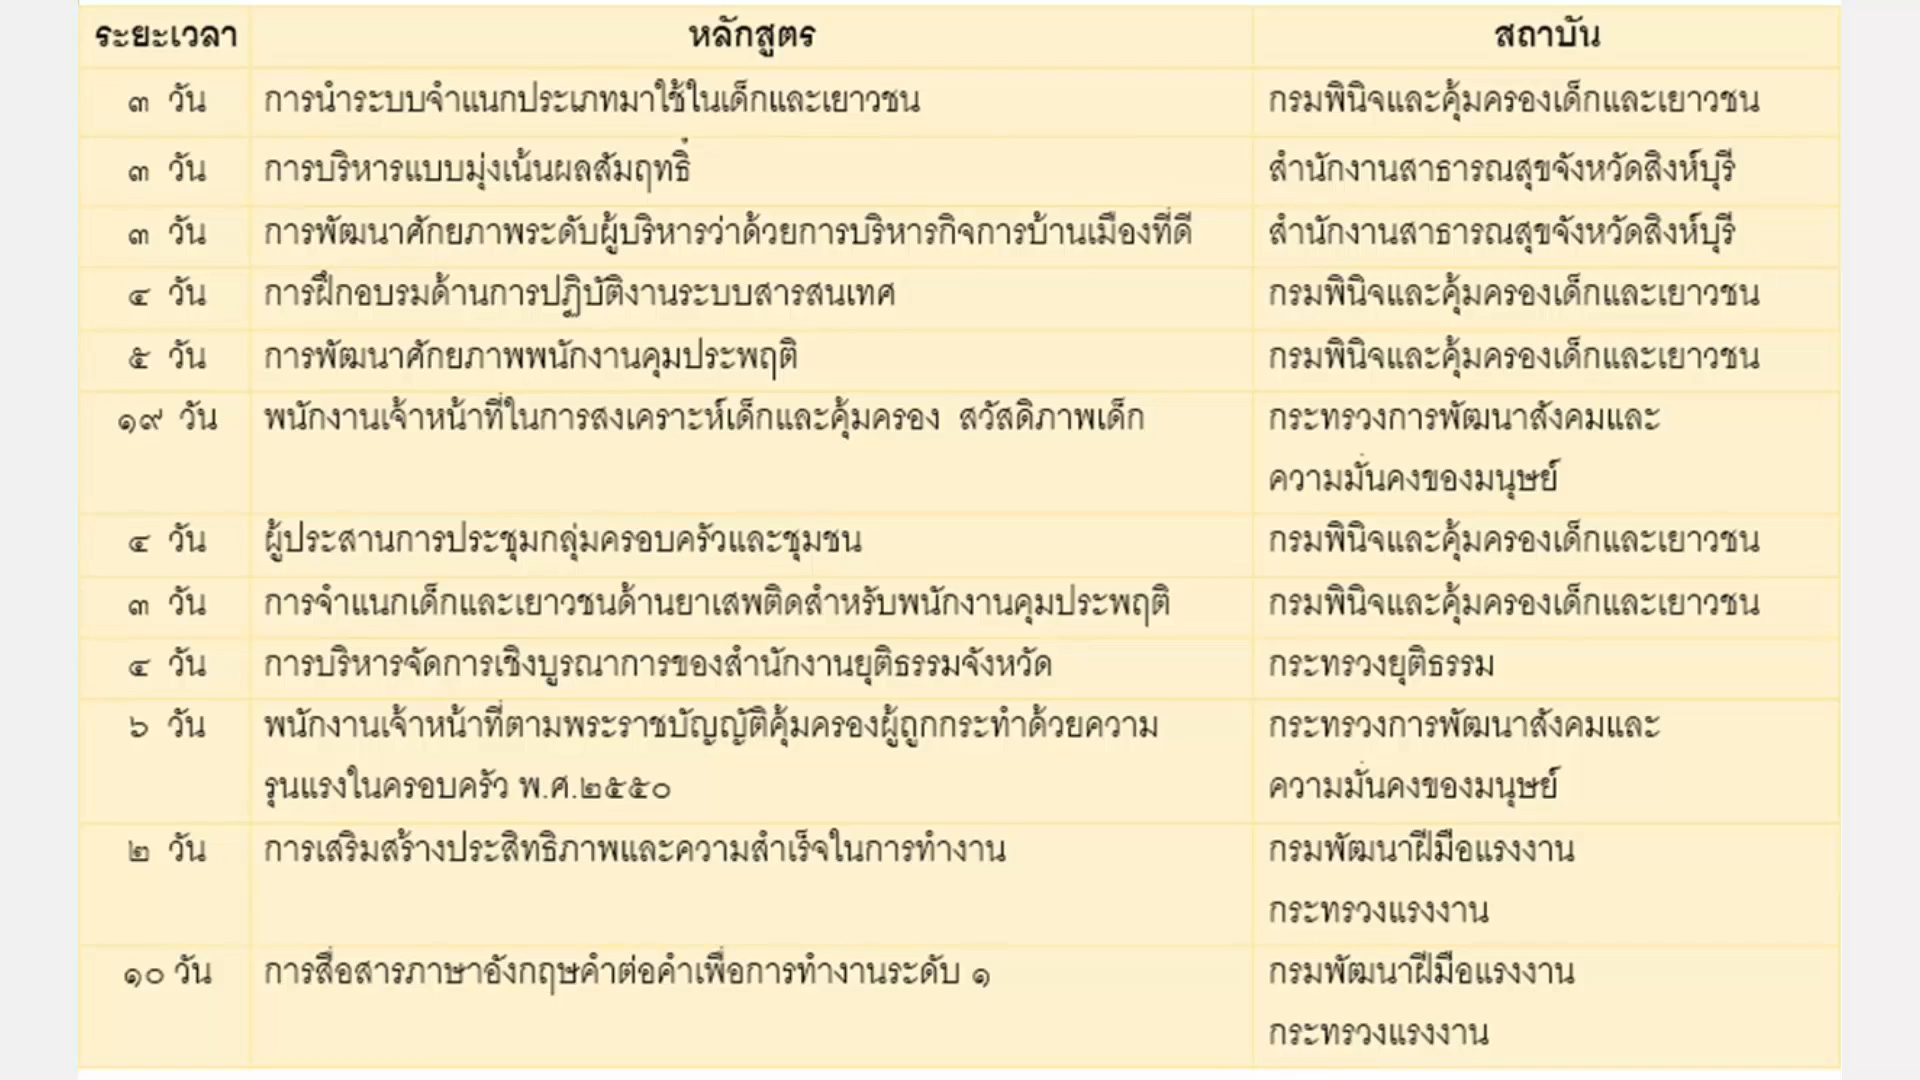 ระยะเวลา หลักสูตร สถาบัน
๓ วัน การนำระบบจำแนกประเภทมาใช้ในเด็กและเยาวชน กรมพินิจและคุ้มครองเด็กและเยาวชน
๓ วัน การบริหารแบบมุ่งเน้นผลสัมฤทธิ์ สำนักงานสาธารณสุขจังหวัดสิงห์บุรี
๓ วัน การพัฒนาศักยภาพระดับผู้บริหารว่าด้วยการบริหารกิจการบ้านเมืองที่ดี สำนักงานสาธารณสุขจังหวัดสิงห์บุรี
๔ วัน การฝึกอบรมด้านการปฏิบัติงานระบบสารสนเทศ กรมพินิจและคุ้มครองเด็กและเยาวชน
๕ วัน การพัฒนาศักยภาพพนักงานคุมประพฤติ กรมพินิจและคุ้มครองเด็กและเยาวชน
๑๙ วัน พนักงานเจ้าหน้าที่ในการสงเคราะห์เด็กและคุ้มครอง สวัสดิภาพเด็ก กระทรวงการพัฒนาสังคมและ
ความมั่นคงของมนุษย์
๔ วัน ผู้ประสานการประชุมกลุ่มครอบครัวและชุมชน กรมพินิจและคุ้มครองเด็กและเยาวชน
๓ วัน การจำแนกเด็กและเยาวชนด้านยาเสพติดสำหรับพนักงานคุมประพฤติ กรมพินิจและคุ้มครองเด็กและเยาวชน
๔ วัน การบริหารจัดการเชิงบูรณาการของสำนักงานยุติธรรมจังหวัด กระทรวงยุติธรรม
๖ วัน พนักงานเจ้าหน้าที่ตามพระราชบัญญัติคุ้มครองผู้ถูกกระทำด้วยความ กระทรวงการพัฒนาสังคมและ
รุนแรงในครอบครัว พ.ศ.๒๕๕๐ ความมั่นคงของมนุษย์
๒ วัน การเสริมสร้างประสิทธิภาพและความสำเร็จในการทำงาน กรมพัฒนาฝีมือแรงงาน
กระทรวงแรงงาน
๑๐ วัน การสื่อสารภาษาอังกฤษคำต่อคำเพื่อการทำงานระดับ ๑ กรมพัฒนาฝีมือแรงงาน
กระทรวงแรงงาน